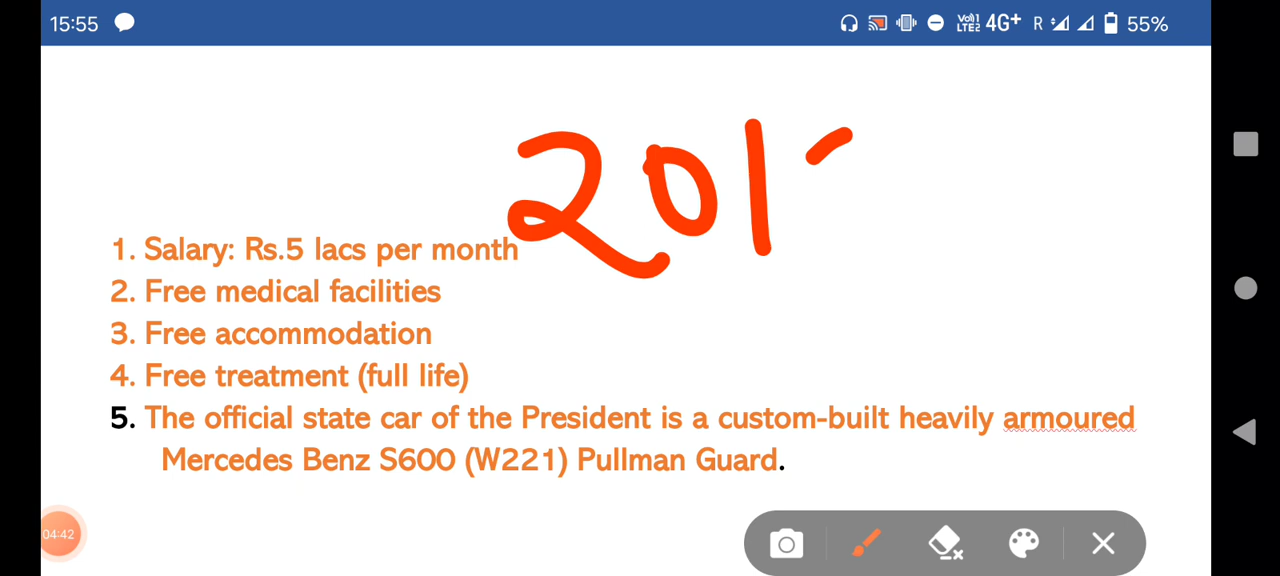 15:55 Vo)) LTE2 4G+ R 55%
201
1. Salary: Rs.5 lacs per month
2. Free medical facilities
3. Free accommodation
4. Free treatment (full life)
5. The official state car of the President is a custom-built heavily armoured
Mercedes Benz S600 (W221) Pullman Guard.
04:42